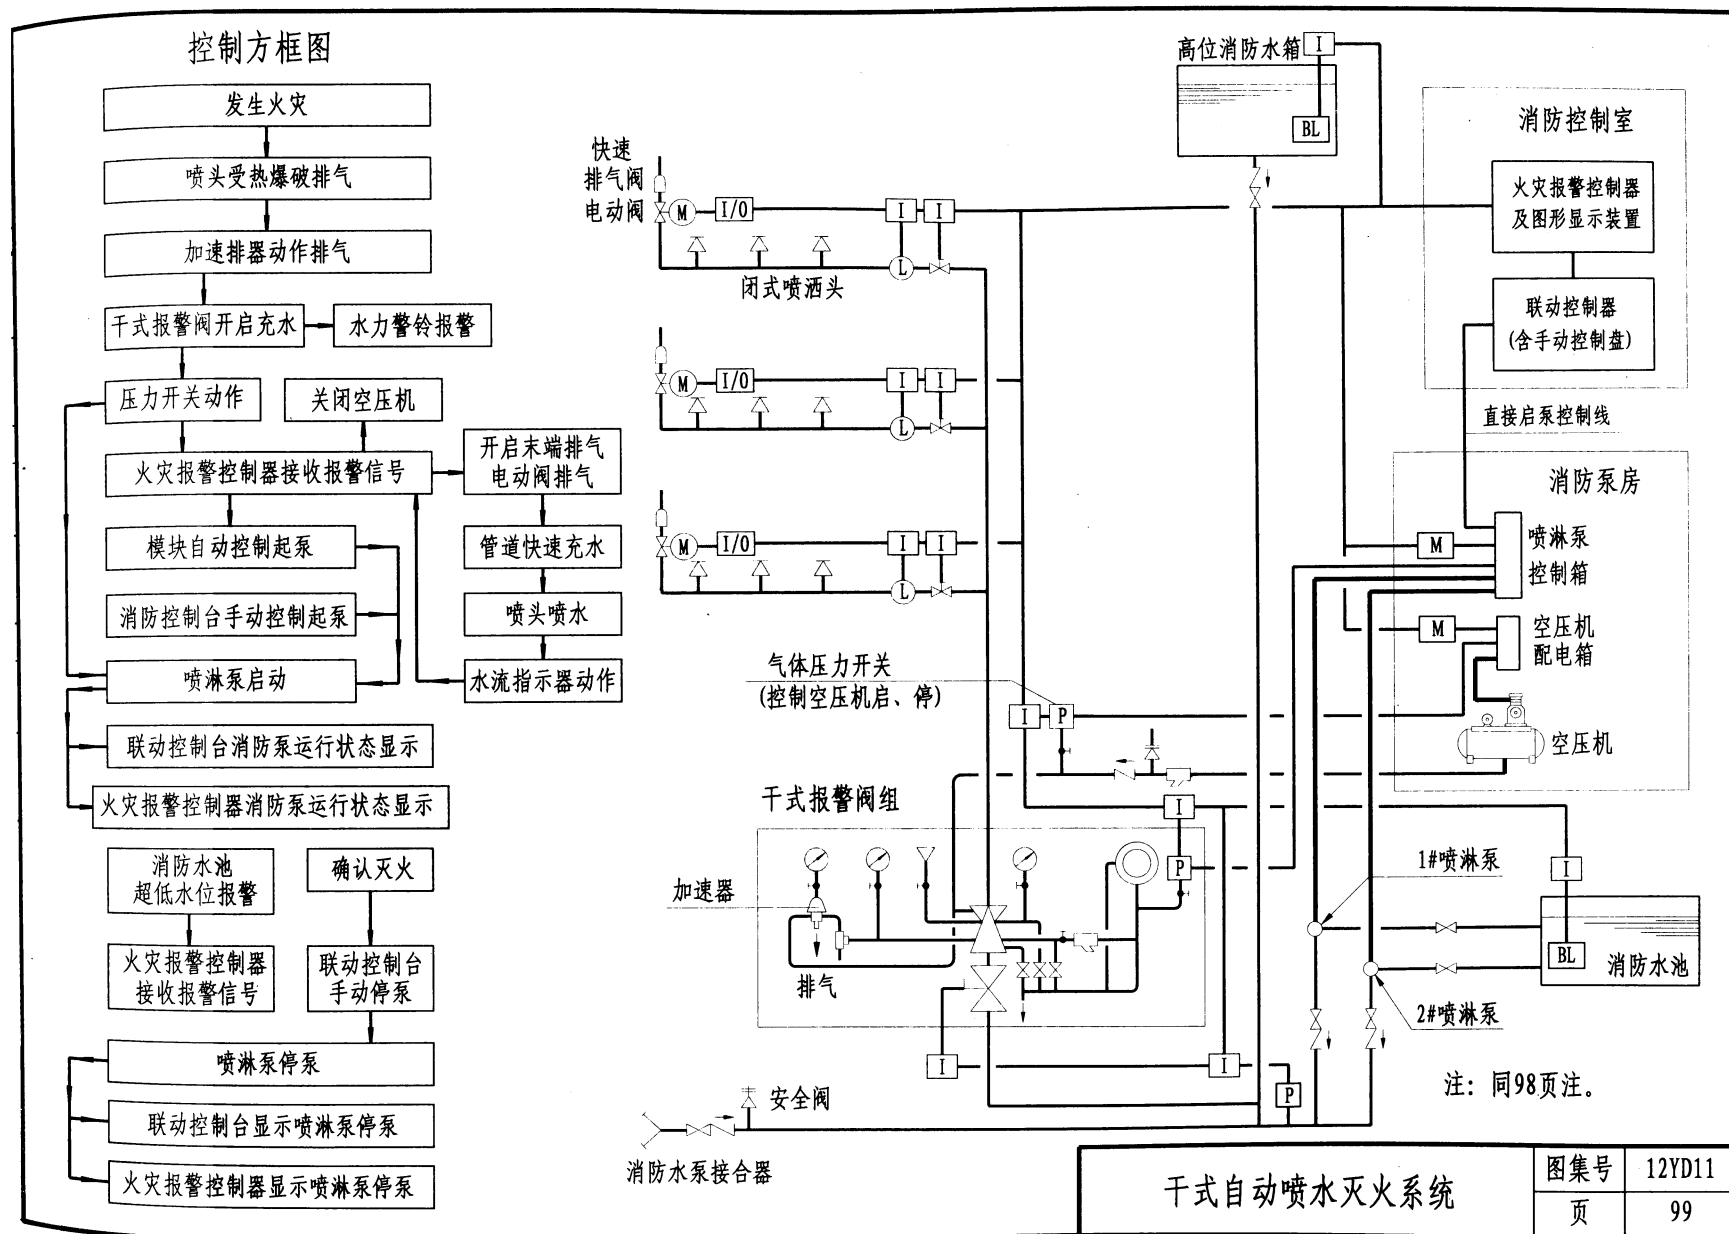 控制方框图
发生火灾
喷头受热爆破排气
加速排器动作排气
干式报警阀开启充水
水力警铃报警
压力开关动作
关闭空压机
火灾报警控制器接收报警信号
开启末端排气
电动阀排气
模块自动控制起泵
管道快速充水
消防控制台手动控制起泵
喷头喷水
喷淋泵启动
水流指示器动作
联动控制台消防泵运行状态显示
火灾报警控制器消防泵运行状态显示
消防水池
超低水位报警
确认灭火
火灾报警控制器
接收报警信号
联动控制台
手动停泵
喷淋泵停泵
联动控制台显示喷淋泵停泵
火灾报警控制器显示喷淋泵停泵
高位消防水箱
I
BL
快速
排气阀
电动阀
M
I/O
I
I
L
闭式喷洒头
M
I/O
I
I
L
M
I/O
I
I
L
消防控制室
火灾报警控制器
及图形显示装置
联动控制器
(含手动控制盘)
直接启泵控制线
消防泵房
M
喷淋泵
控制箱
M
空压机
配电箱
空压机
气体压力开关
(控制空压机启、停)
I
P
干式报警阀组
I
P
加速器
排气
I
I
P
1#喷淋泵
I
BL
消防水池
2#喷淋泵
安全阀
消防水泵接合器
注：同98页注。
干式自动喷水灭火系统
图集号
12YD11
页
99